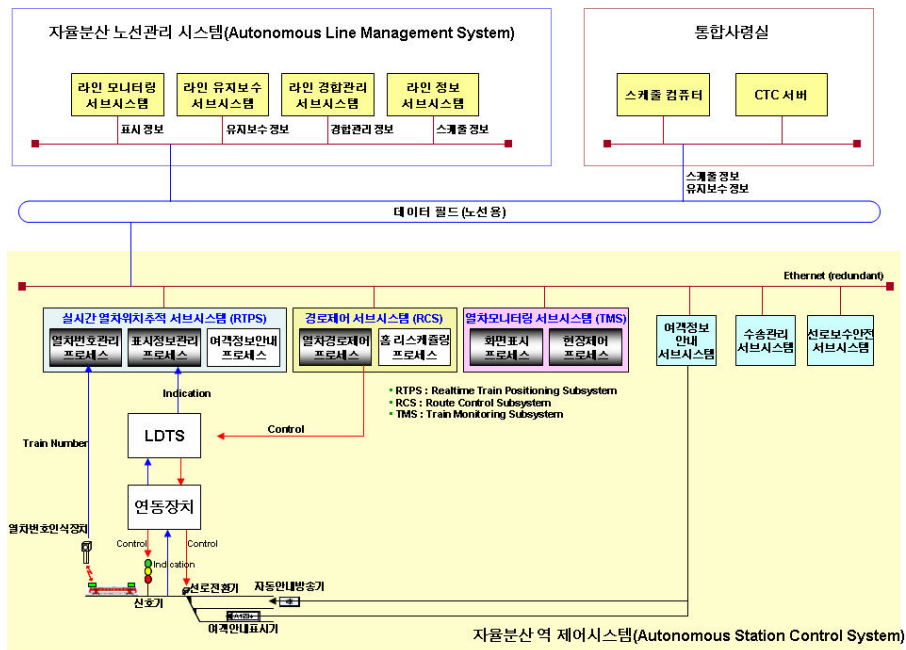 자율분산 노선관리 시스템(Autonomous Line Management System)
통합사령실
라인 모니터링
서브시스템
라인 유지보수
서브시스템
라인 경합관리
서브시스템
라인 정보
서브시스템
스케줄 컴퓨터
CTC 서버
표시 정보
유지보수 정보
경합관리 정보
스케줄 정보
스케줄 정보
유지보수 정보
데이터 필드 (노선용)
Ethernet (redundant)
실시간 열차위치추적 서브시스템 (RTPS)
열차번호관리
프로세스
표시정보관리
프로세스
여객정보안내
프로세스
경로제어 서브시스템 (RCS)
열차경로제어
프로세스
홈 리스케쥴링
프로세스
열차모니터링 서브시스템 (TMS)
화면표시
프로세스
현장제어
프로세스
여객정보
안내
서브시스템
수송관리
서브시스템
선로보수안전
서브시스템
Indication
RTPS : Realtime Train Positioning Subsystem
RCS : Route Control Subsystem
TMS : Train Monitoring Subsystem
Control
LDTS
Train Number
연동장치
열차번호인식장치
Control
Control
Indication
신호기
선로전환기
자동안내방송기
여객안내표시기
자율분산 역 제어시스템(Autonomous Station Control System)